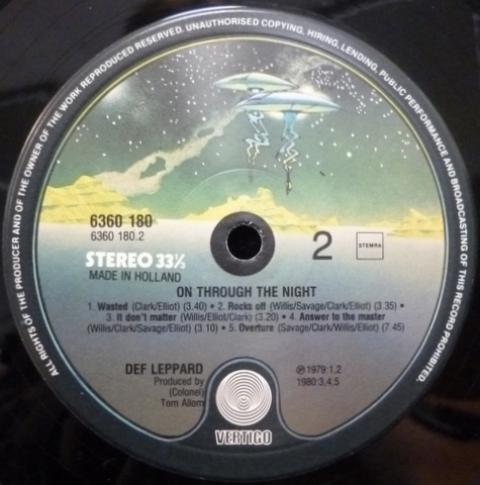 ALL RIGHTS OF THE PRODUCER AND OF THE OWNER OF THE WORK REPRODUCED RESERVED. UNAUTHORISED COPYING, HIRING, LENDING, PUBLIC PERFORMANCE AND BROADCASTING OF THIS RECORD PROHIBITED.
6360 180
6360 180.2
STEREO 33⅓
MADE IN HOLLAND
2
STEMRA
ON THROUGH THE NIGHT
1. Wasted (Clark/Elliot) (3.40) • 2. Rocks off (Willis/Savage/Clark/Elliot) (3.35) •
3. It don't matter (Willis/Elliot/Clark) (3.20) • 4. Answer to the master
(Willis/Clark/Savage/Elliot) (3.10) • 5. Overture (Savage/Clark/Willis/Elliot) (7 45)
DEF LEPPARD
Produced by
(Colonel)
Tom Allom
℗ 1979:1,2
1980:3,4,5
VERTIGO